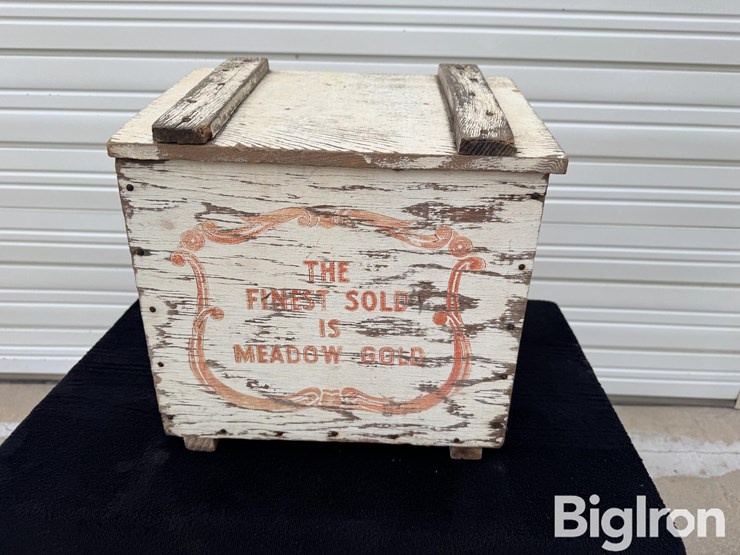 THE
FINEST SOLD
IS
MEADOW GOLD
BigIron